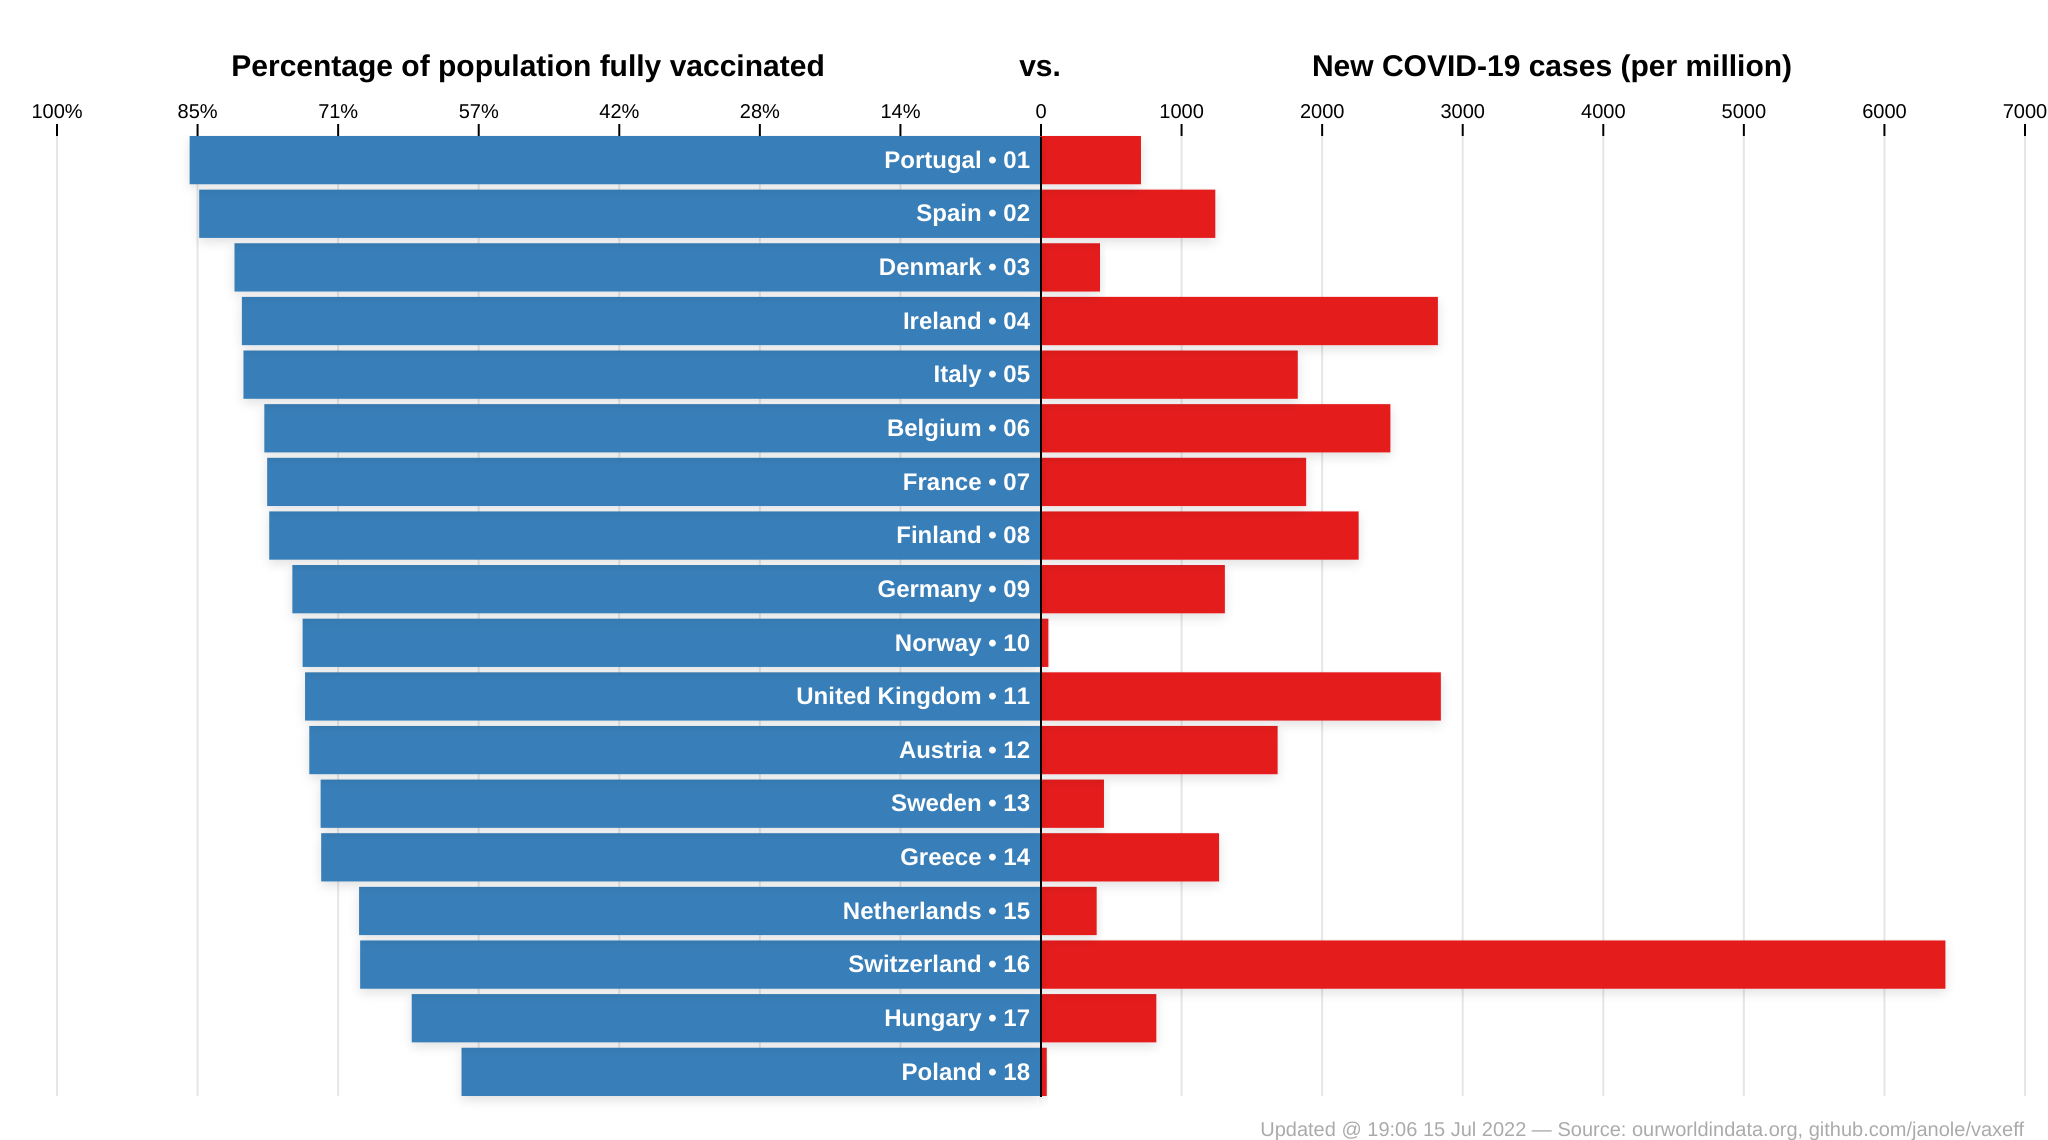 Percentage of population fully vaccinated vs. New COVID-19 cases (per million)
100% 85% 71% 57% 42% 28% 14% 0 1000 2000 3000 4000 5000 6000 7000
Portugal • 01
Spain • 02
Denmark • 03
Ireland • 04
Italy • 05
Belgium • 06
France • 07
Finland • 08
Germany • 09
Norway • 10
United Kingdom • 11
Austria • 12
Sweden • 13
Greece • 14
Netherlands • 15
Switzerland • 16
Hungary • 17
Poland • 18
Updated @ 19:06 15 Jul 2022 — Source: ourworldindata.org, github.com/janole/vaxeff